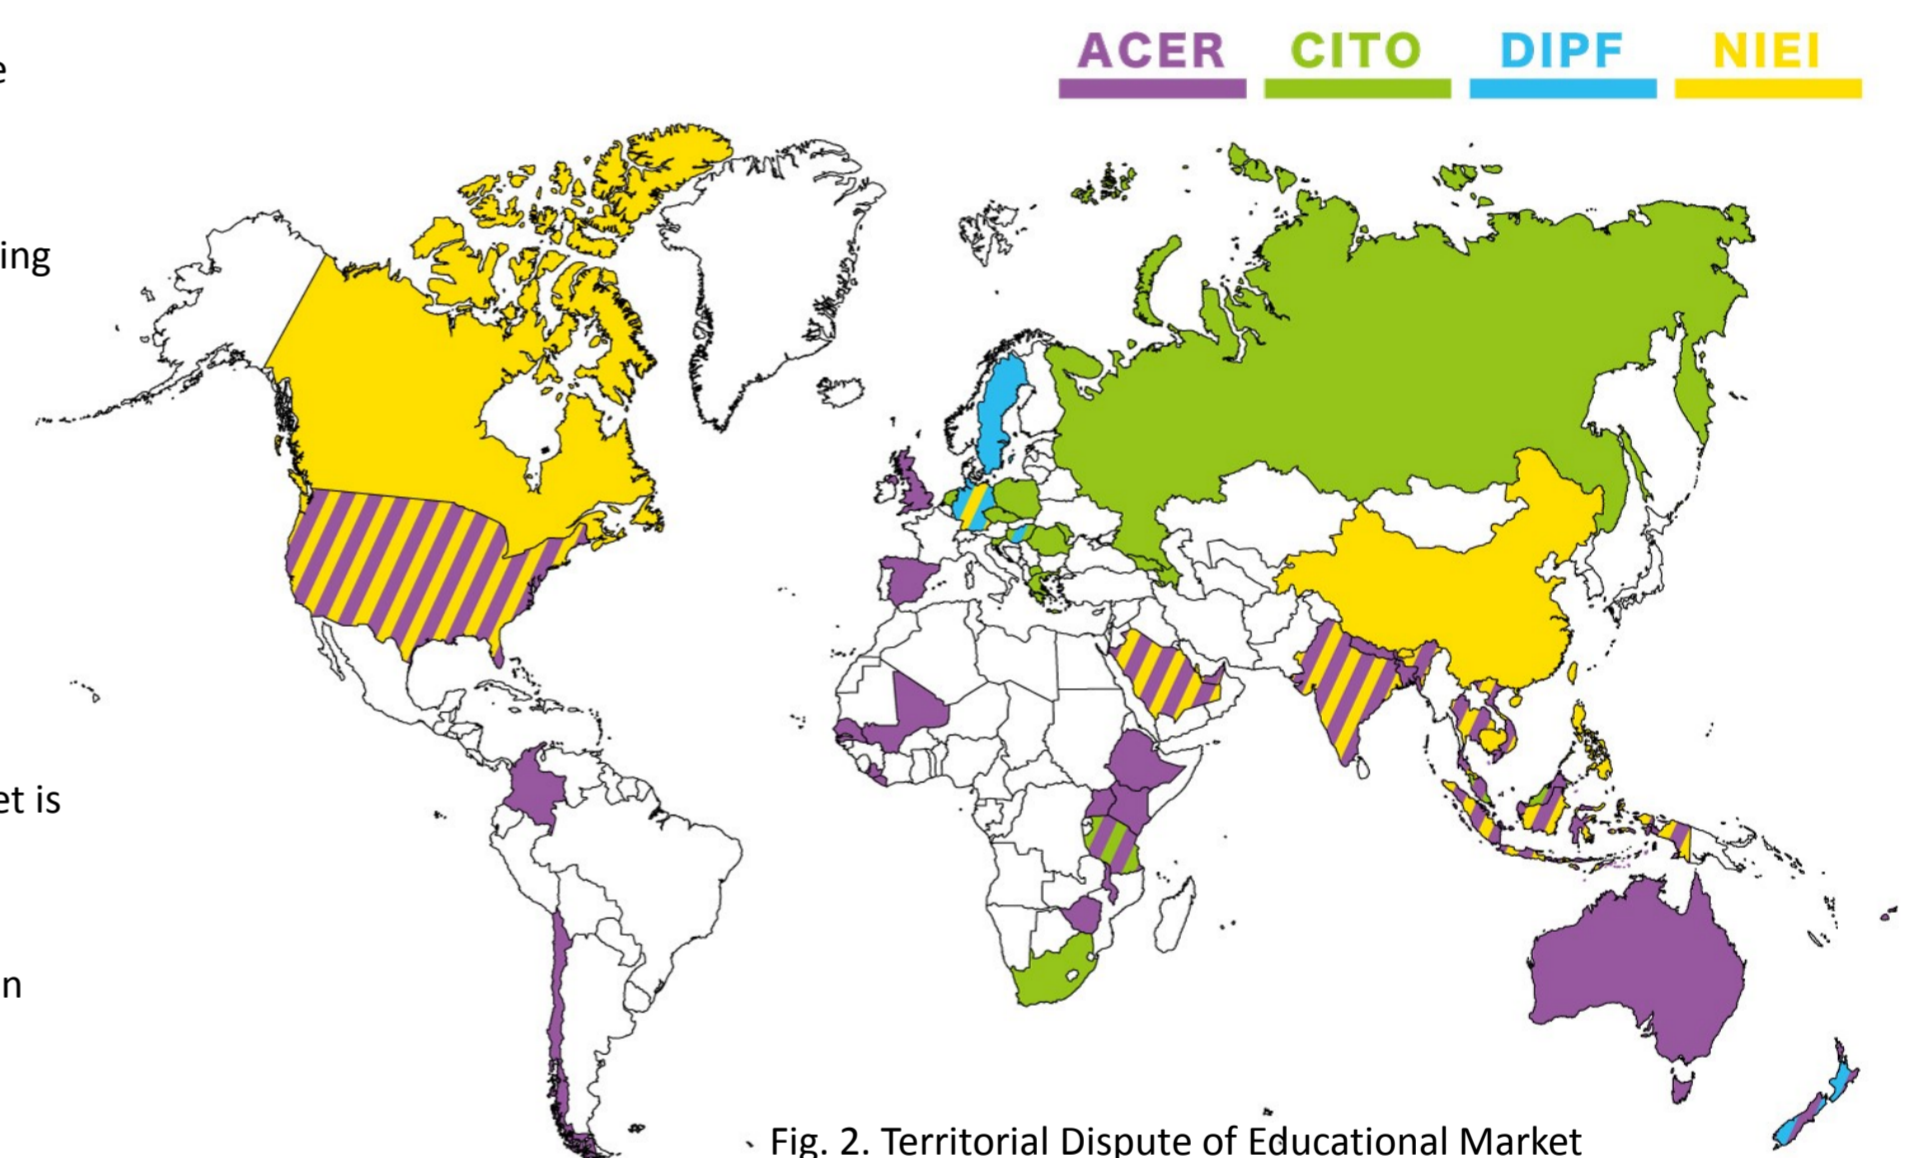 ACER CITO DIPF NIEI
e
ing
et is
n
Fig. 2. Territorial Dispute of Educational Market